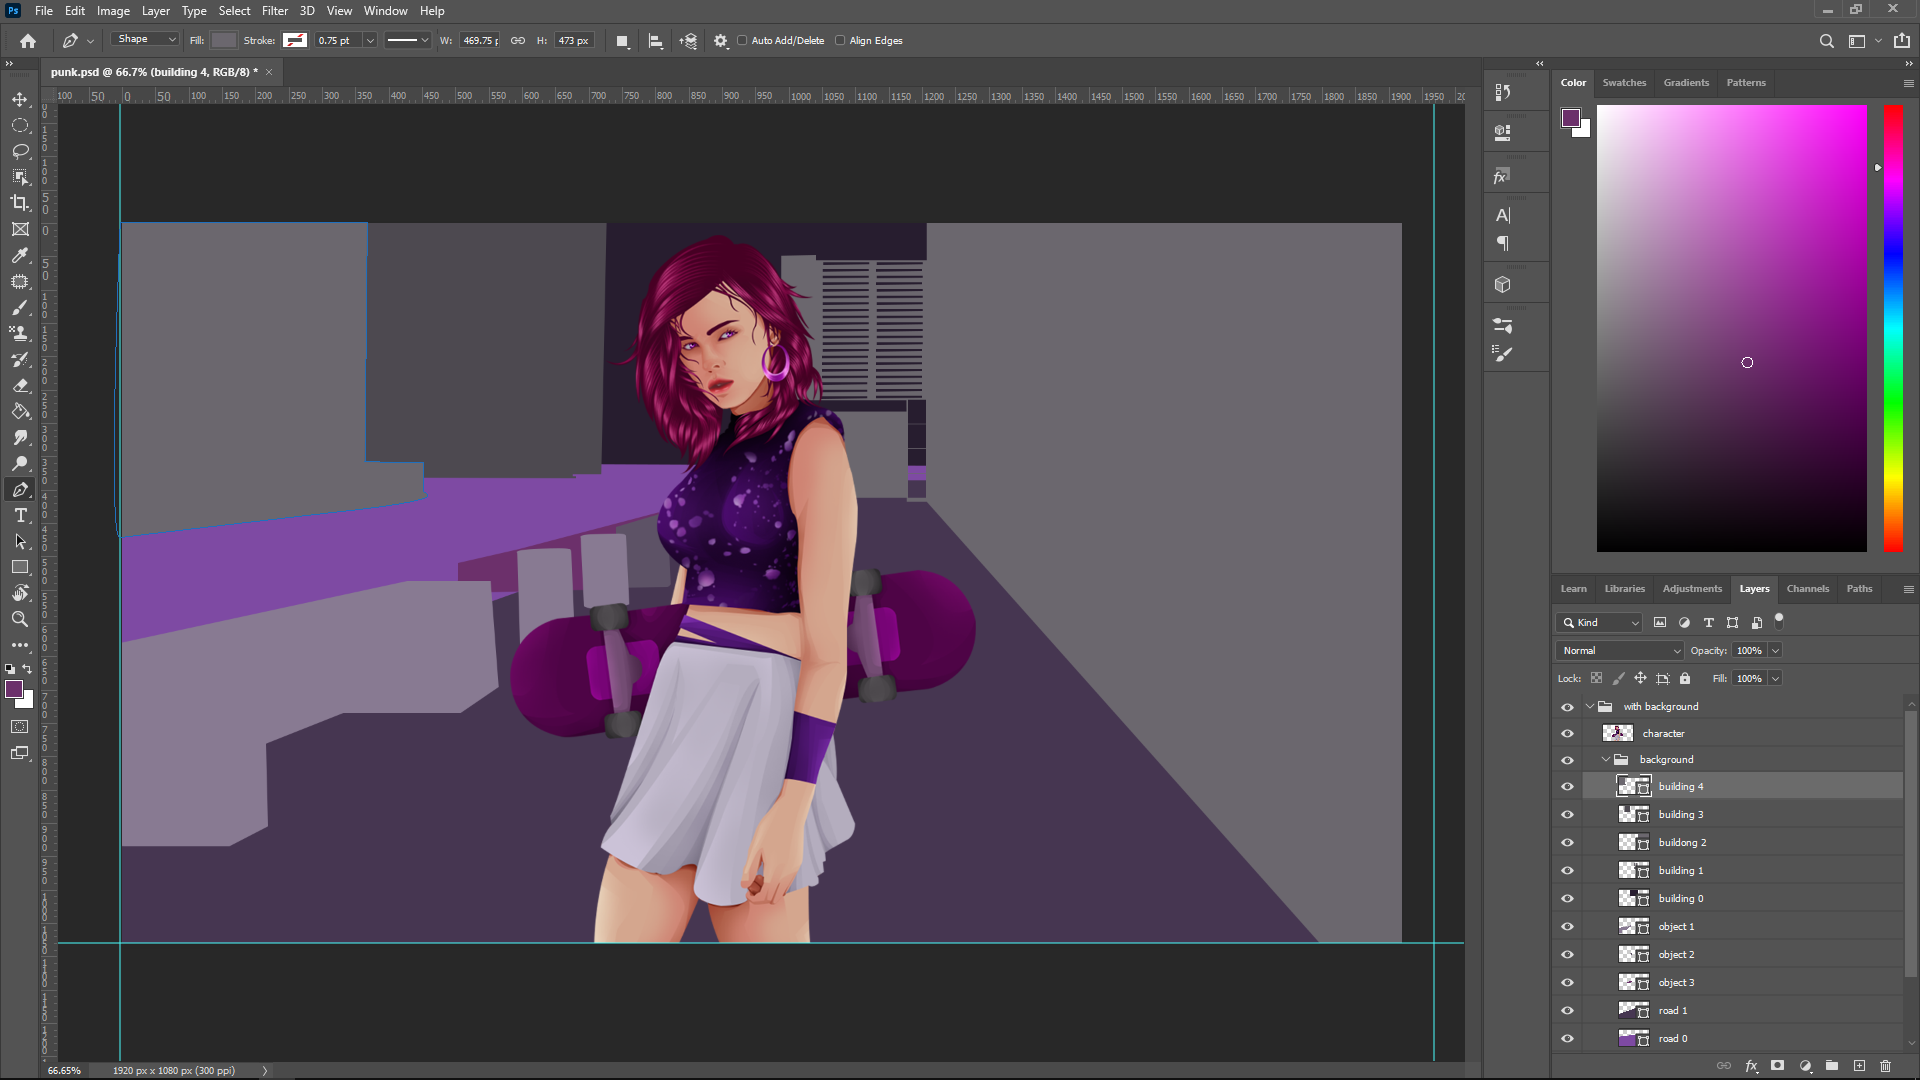 Ps File Edit Image Layer Type Select Filter 3D View Window Help
Shape Fill: Stroke: 0.75 pt W: 469.75 p H: 473 px Auto Add/Delete Align Edges
punk.psd @ 66.7% (building 4, RGB/8) * ×
100 50 0 50 100 150 200 250 300 350 400 450 500 550 600 650 700 750 800 850 900 950 1000 1050 1100 1150 1200 1250 1300 1350 1400 1450 1500 1550 1600 1650 1700 1750 1800 1850 1900 1950
Color Swatches Gradients Patterns
Learn Libraries Adjustments Layers Channels Paths
Kind
Normal Opacity: 100%
Lock: Fill: 100%
with background
character
background
building 4
building 3
buildong 2
building 1
building 0
object 1
object 2
object 3
road 1
road 0
66.65% 1920 px x 1080 px (300 ppi)